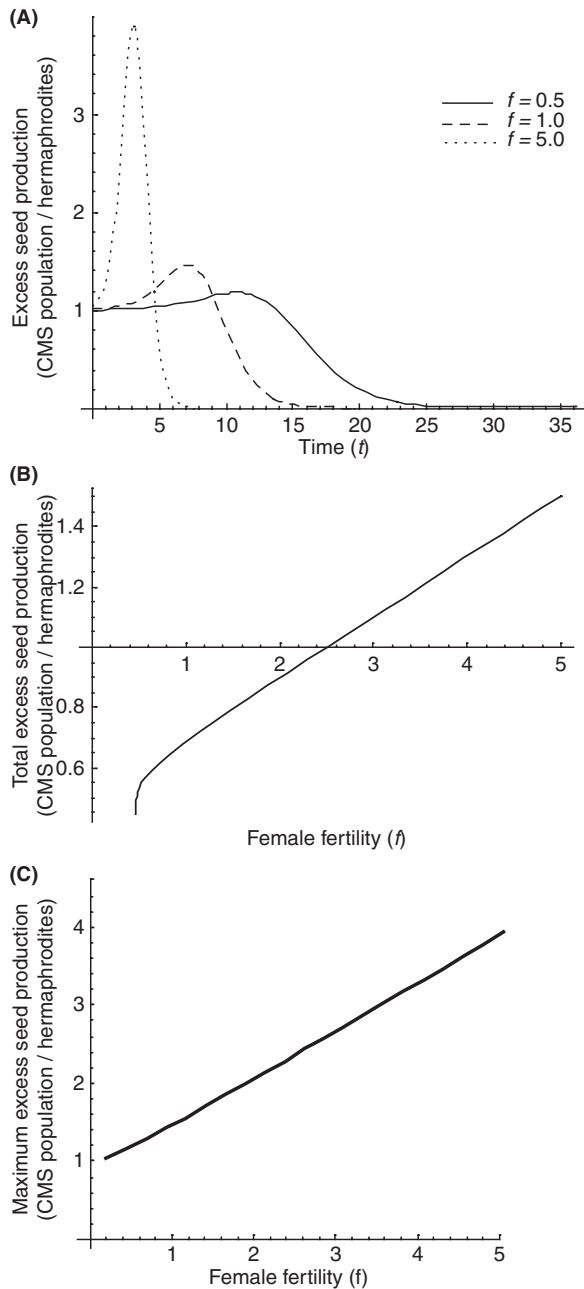 (A)
Excess seed production
(CMS population / hermaphrodites)
3
2
1
f = 0.5
f = 1.0
f = 5.0
5 10 15 20 25 30 35
Time (t)
(B)
Total excess seed production
(CMS population / hermaphrodites)
1.4
1.2
0.8
0.6
1 2 3 4 5
Female fertility (f)
(C)
Maximum excess seed production
(CMS population / hermaphrodites)
4
3
2
1
1 2 3 4 5
Female fertility (f)